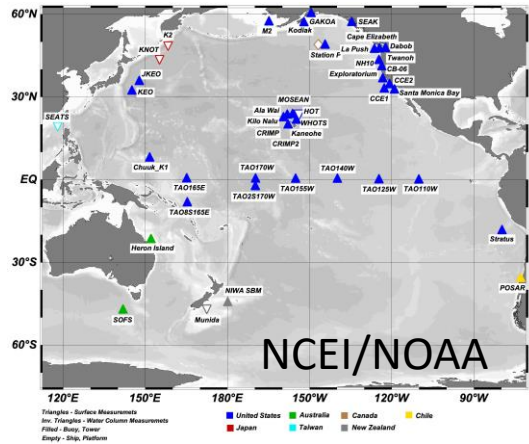 60°N
30°N
EQ
30°S
60°S
120°E
150°E
180°
150°W
120°W
90°W
K2
KNOT
JKEO
KEO
SEATS
M2
GAKOA
Kodiak
SEAK
Station P
Cape Elizabeth
La Push
Dabob
Twanoh
NH10
CB-06
Exploratorium
CCE2
CCE1
Santa Monica Bay
MOSEAN
Ala Wai
HOT
Kilo Nalu
WHOTS
CRIMP
Kaneohe
CRIMP2
Chuuk_K1
TAO165E
TAO170W
TAO155W
TAO140W
TAO125W
TAO110W
TAO2S170W
TAO8S165E
Stratus
Heron Island
SOFS
NIWA SBM
Munida
POSAR
NCEI/NOAA
Triangles - Surface Measuremets
Inv. Triangles - Water Column Measuremets
Filled - Buoy, Tower
Empty - Ship, Platform
United States
Australia
Canada
Chile
Japan
Taiwan
New Zealand